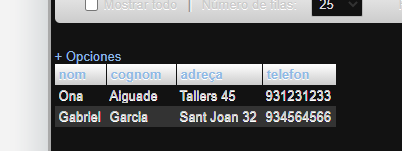 Mostrar todo Número de filas: 25
+ Opciones
nom cognom adreça telefon
Ona Alguade Tallers 45 931231233
Gabriel Garcia Sant Joan 32 934564566